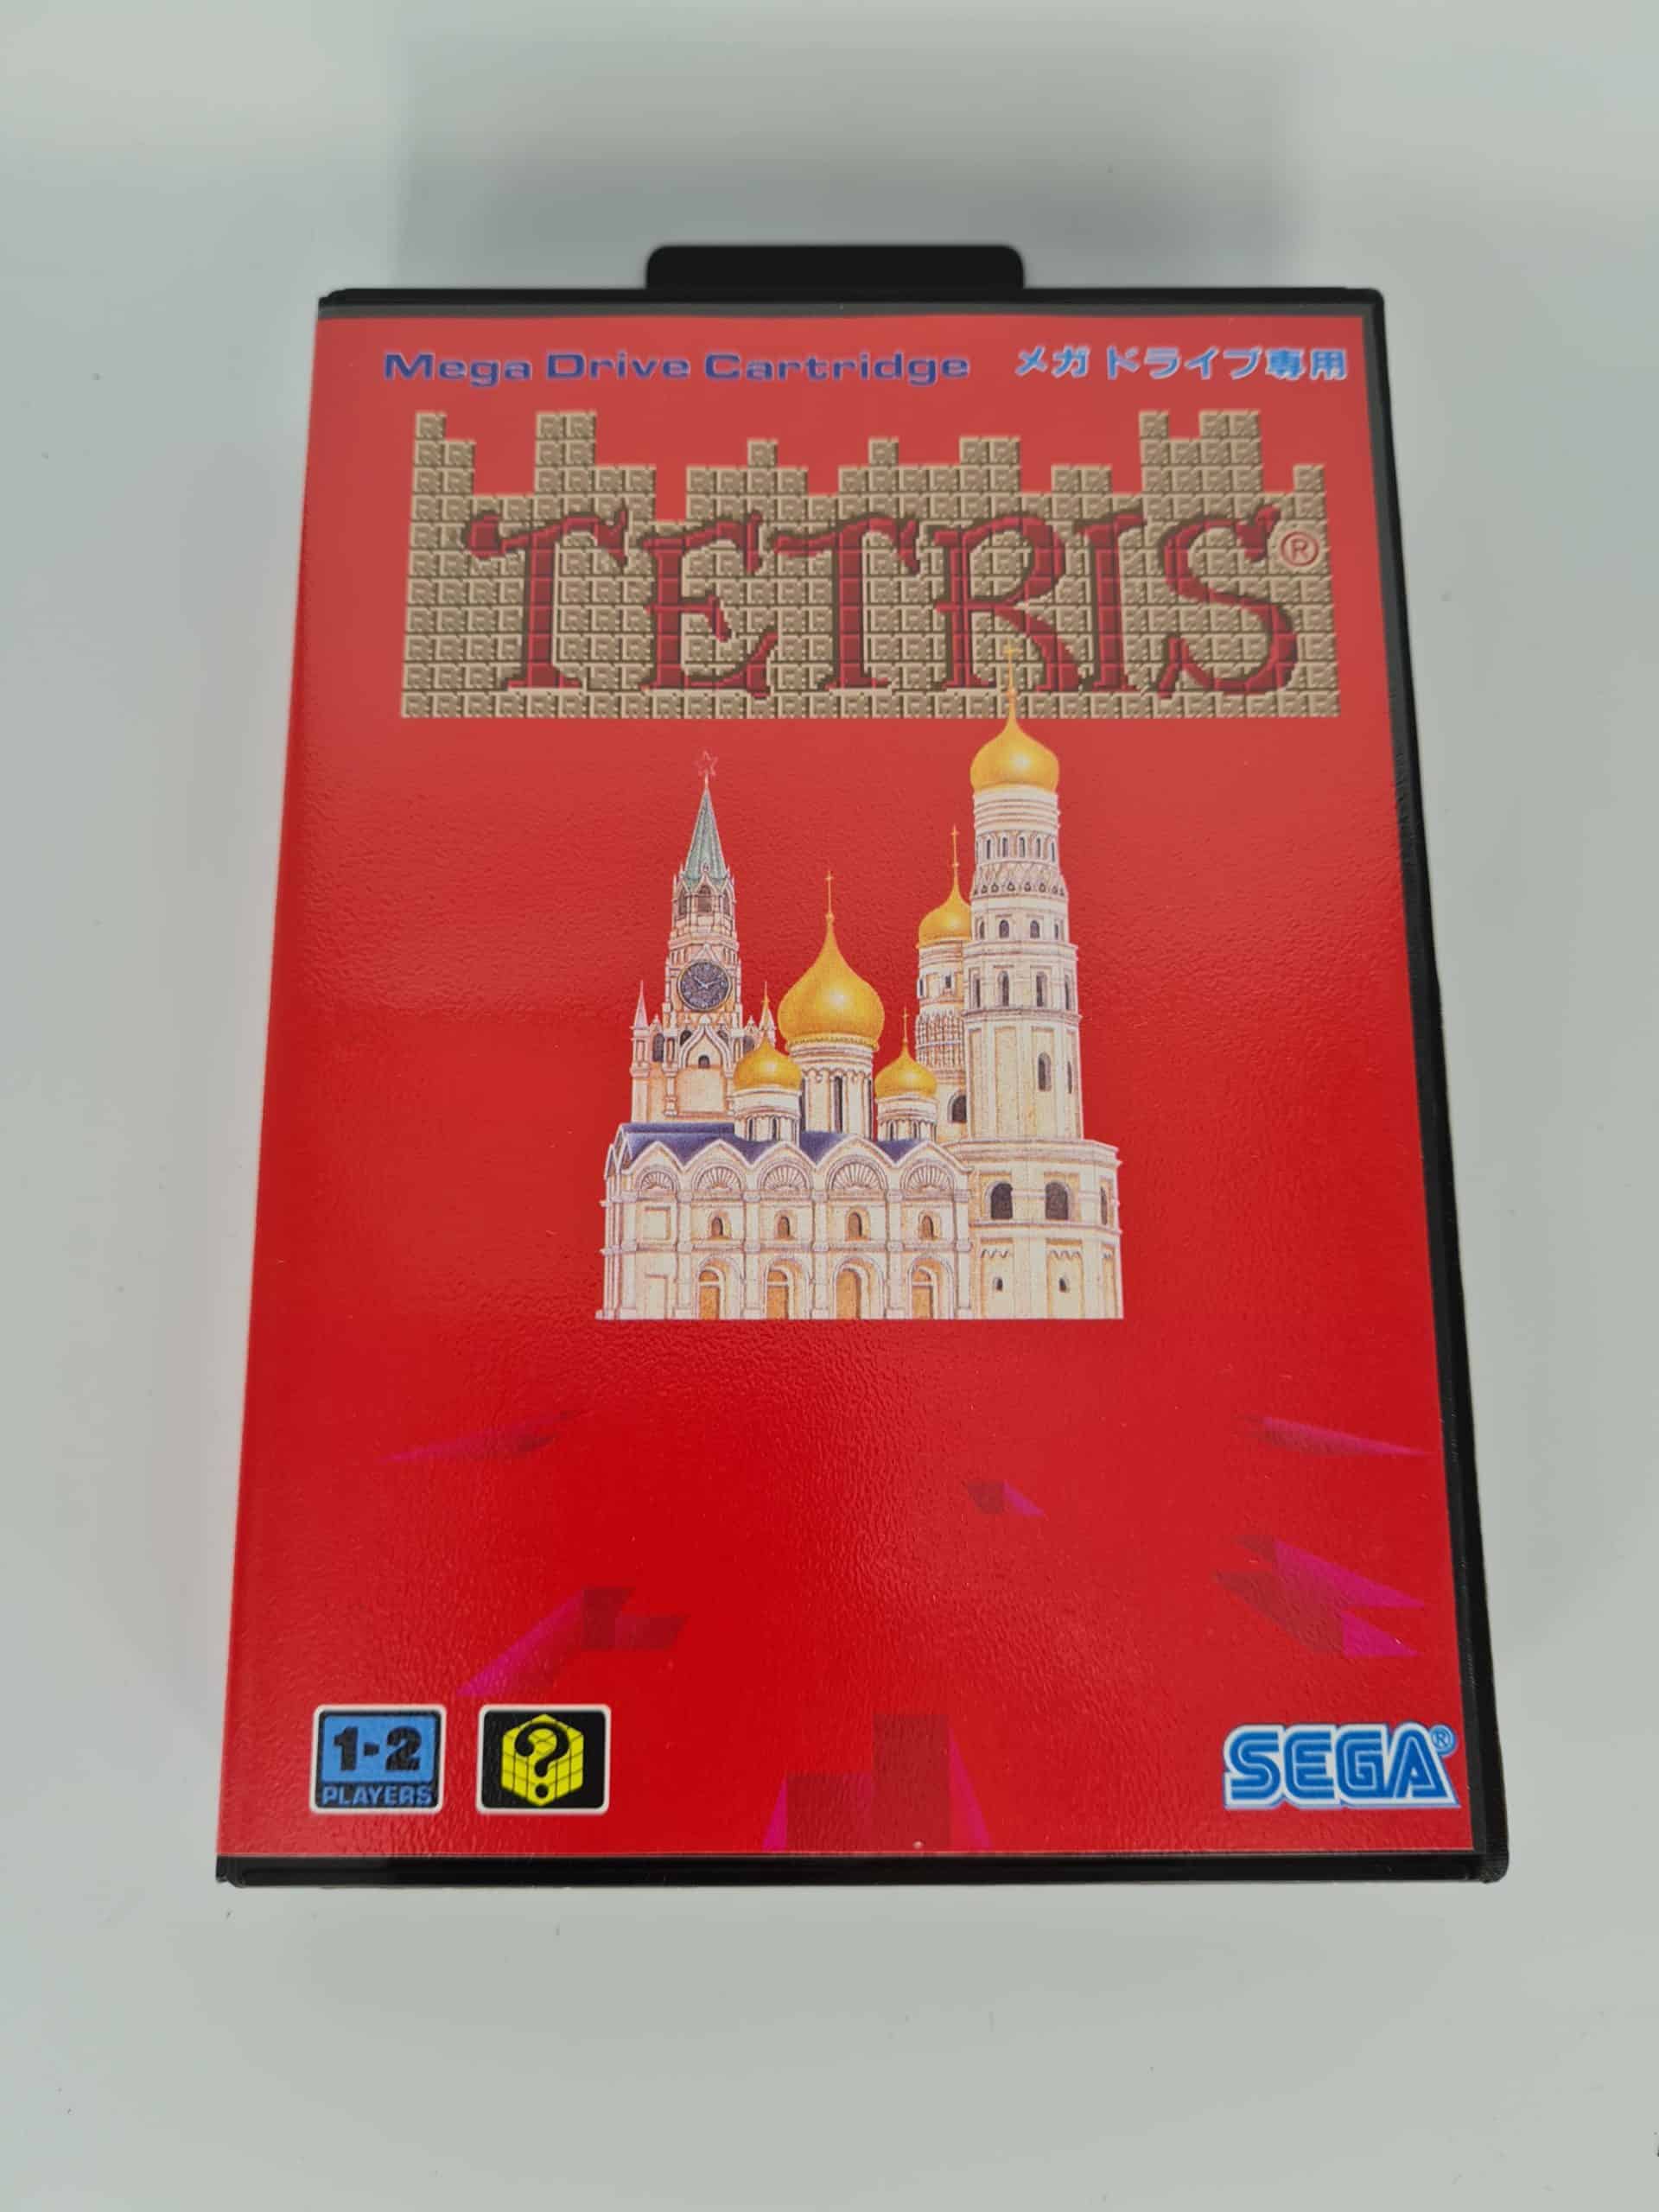 Mega Drive Cartridge メガドライブ専用
TETRIS®
1-2
PLAYERS
?
SEGA®